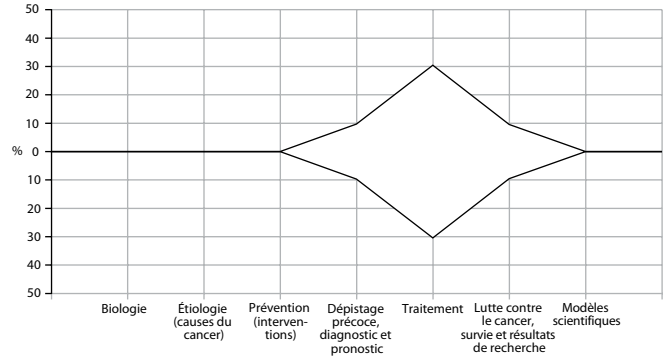 50
40
30
20
10
% 0
10
20
30
40
50
Biologie
Étiologie
(causes du
cancer)
Prévention
(interven-
tions)
Dépistage
précoce,
diagnostic et
pronostic
Traitement
Lutte contre
le cancer,
survie et résultats
de recherche
Modèles
scientifiques